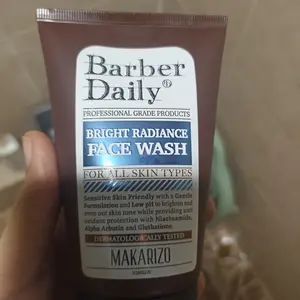 Barber
Daily®
PROFESSIONAL GRADE PRODUCTS
BRIGHT RADIANCE
FACE WASH
FOR ALL SKIN TYPES
Sensitive Skin Friendly with a Gentle
Formulation and Low pH to brighten and
even out skin tone while providing anti
oxidant protection with Niacinamide,
Alpha Arbutin and Gluthatione.
DERMATOLOGICALLY TESTED
MAKARIZO